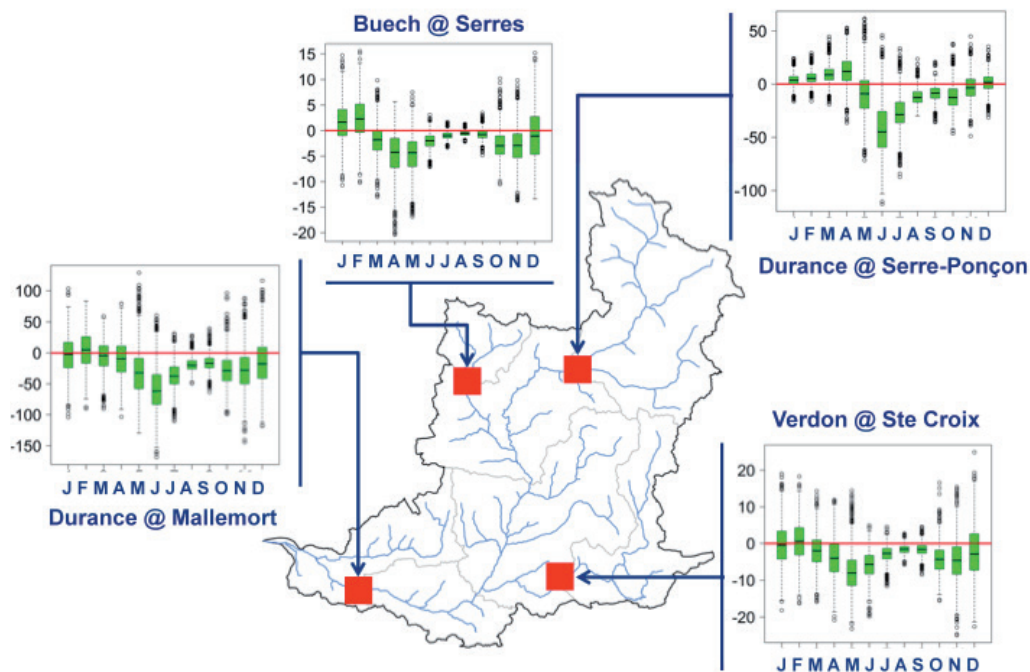 Buech @ Serres
15
10
5
0
-5
-10
-15
-20
J F M A M J J A S O N D
50
0
-50
-100
J F M A M J J A S O N D
Durance @ Serre-Ponçon
100
50
0
-50
-100
-150
J F M A M J J A S O N D
Durance @ Mallemort
Verdon @ Ste Croix
20
10
0
-10
-20
J F M A M J J A S O N D